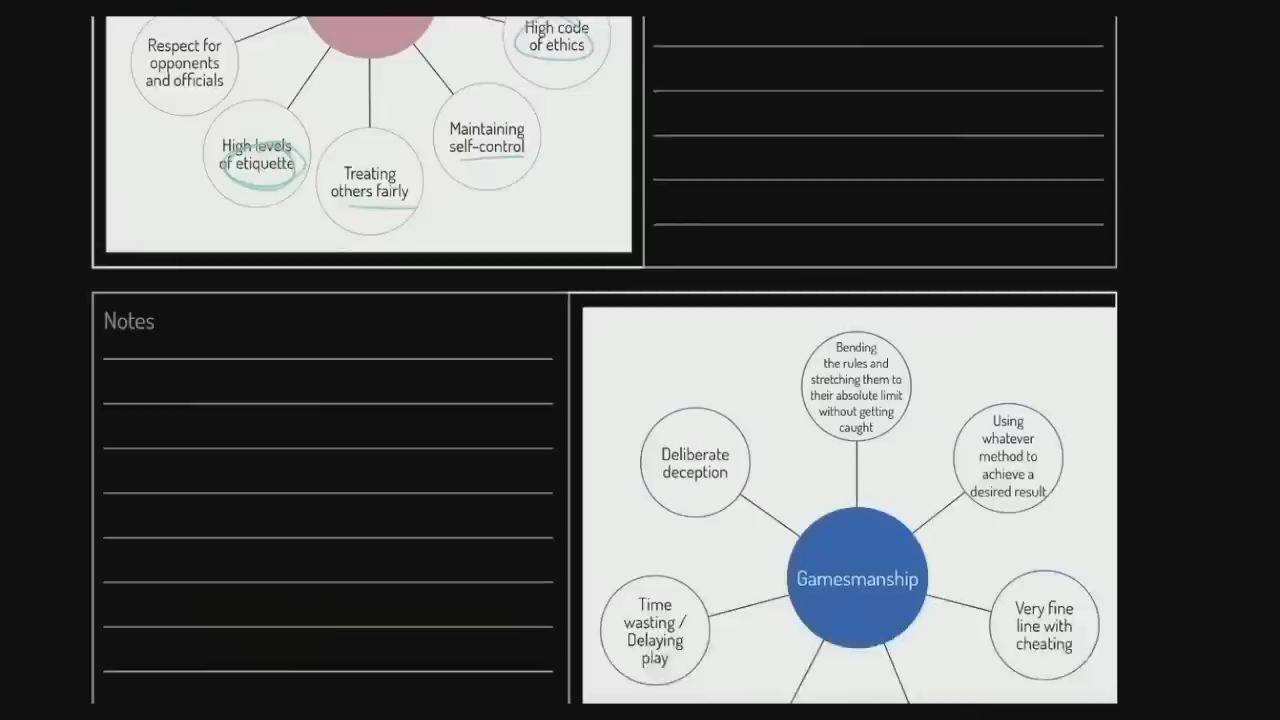 High code
of ethics
Respect for
opponents
and officials
High levels
of etiquette
Maintaining
self-control
Treating
others fairly
Notes
Bending
the rules and
stretching them to
their absolute limit
without getting
caught
Using
whatever
method to
achieve a
desired result
Deliberate
deception
Gamesmanship
Time
wasting /
Delaying
play
Very fine
line with
cheating